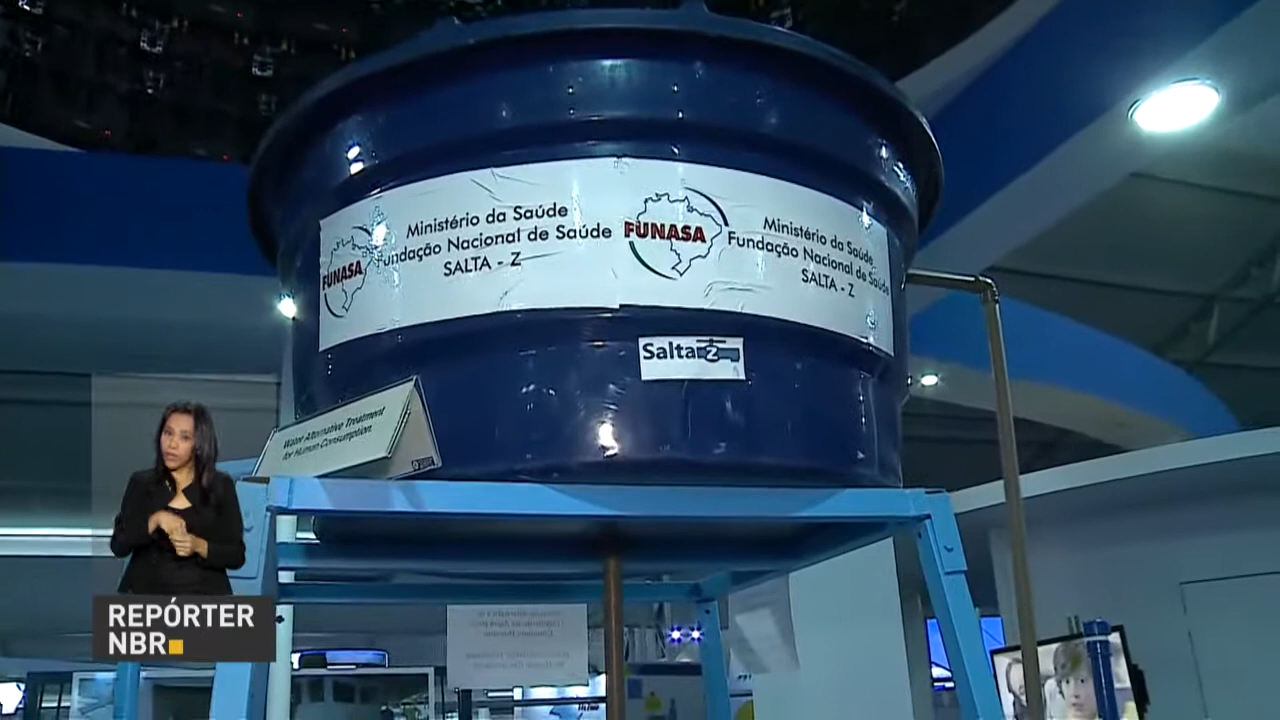 FUNASA
Ministério da Saúde
Fundação Nacional de Saúde
SALTA - Z
FUNASA
Ministério da Saúde
Fundação Nacional de Saúde
SALTA - Z
Salta Z
Water Alternative Treatment
for Human Consumption
REPÓRTER
NBR